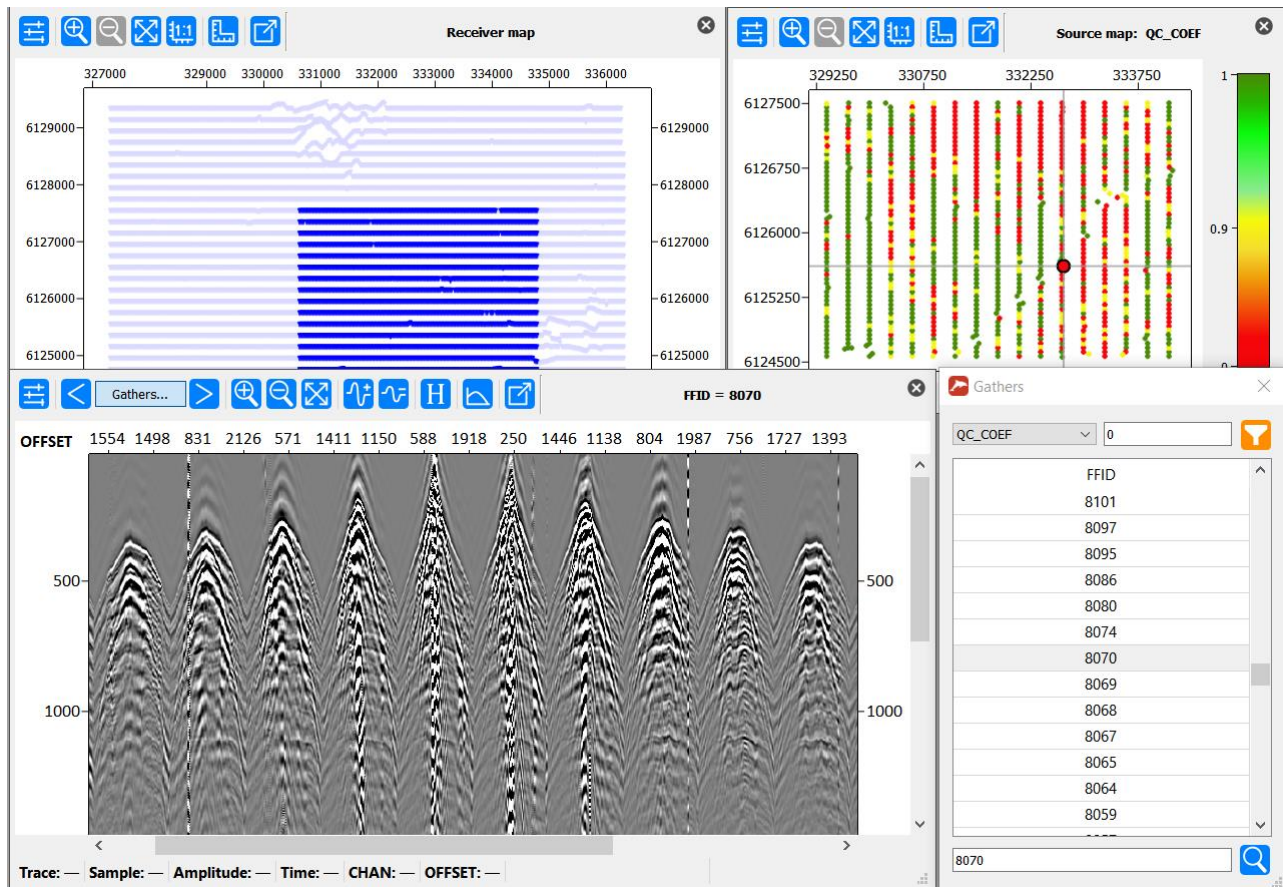 Receiver map
327000 329000 330000 331000 332000 333000 334000 335000 336000
6129000 6129000
6128000 6128000
6127000 6127000
6126000 6126000
6125000 6125000
Source map: QC_COEF
329250 330750 332250 333750
6127500
6126750
6126000
6125250
6124500
1
0.9
Gathers...
FFID = 8070
OFFSET 1554 1498 831 2126 571 1411 1150 588 1918 250 1446 1138 804 1987 756 1727 1393
500 500
1000 1000
Trace: — Sample: — Amplitude: — Time: — CHAN: — OFFSET: —
Gathers
QC_COEF 0
FFID
8101
8097
8095
8086
8080
8074
8070
8069
8068
8067
8065
8064
8059
8070